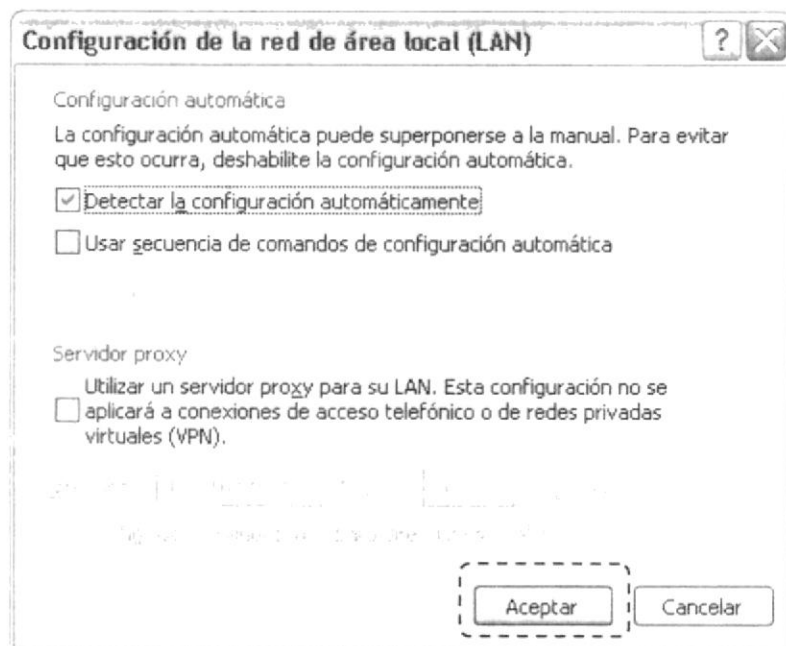 Configuración de la red de área local (LAN)
Configuración automática
La configuración automática puede superponerse a la manual. Para evitar
que esto ocurra, deshabilite la configuración automática.
Detectar la configuración automáticamente
Usar secuencia de comandos de configuración automática
Servidor proxy
Utilizar un servidor proxy para su LAN. Esta configuración no se
aplicará a conexiones de acceso telefónico o de redes privadas
virtuales (VPN).
Aceptar
Cancelar